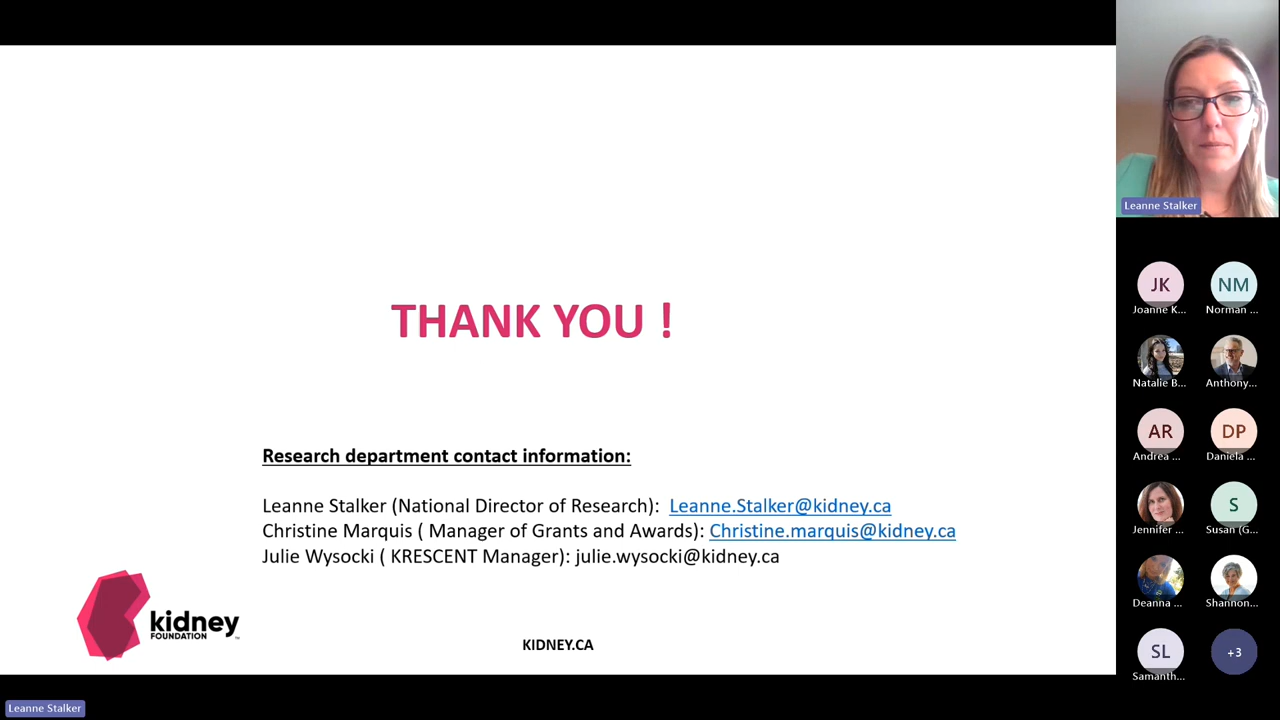 THANK YOU !
Research department contact information:
Leanne Stalker (National Director of Research): Leanne.Stalker@kidney.ca
Christine Marquis ( Manager of Grants and Awards): Christine.marquis@kidney.ca
Julie Wysocki ( KRESCENT Manager): julie.wysocki@kidney.ca
kidney
FOUNDATION
KIDNEY.CA
Leanne Stalker
Leanne Stalker
JK
NM
Joanne K...
Norman ...
Natalie B...
Anthony...
AR
DP
Andrea ...
Daniela ...
S
Jennifer ...
Susan (G...
Deanna ...
Shannon...
SL
+3
Samanth...